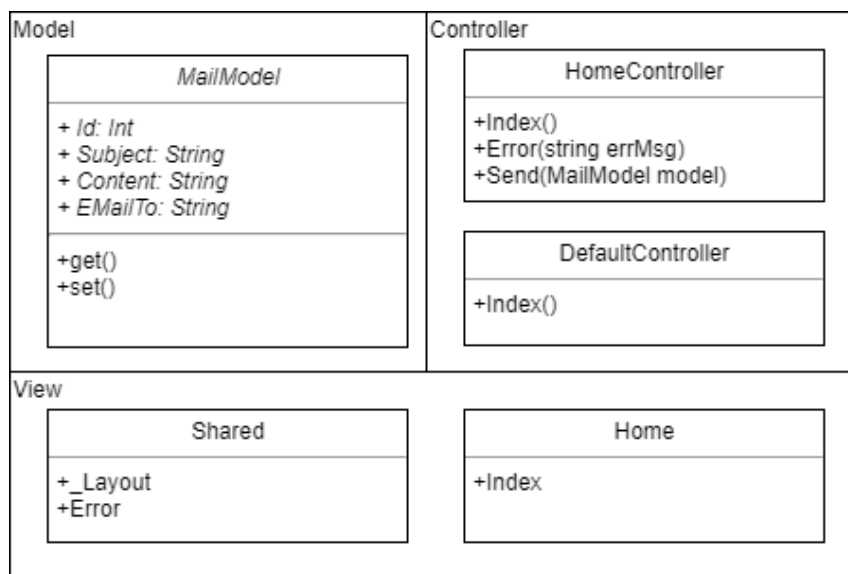 Model
MailModel
+ Id: Int
+ Subject: String
+ Content: String
+ EMailTo: String
+get()
+set()
Controller
HomeController
+Index()
+Error(string errMsg)
+Send(MailModel model)
DefaultController
+Index()
View
Shared
+_Layout
+Error
Home
+Index